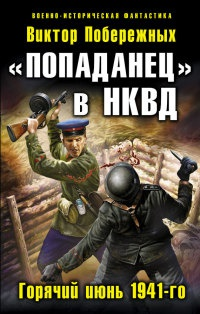 ВОЕННО-ИСТОРИЧЕСКАЯ ФАНТАСТИКА
Виктор Побережных
«ПОПАДАНЕЦ»
в НКВД
Горячий июнь 1941-го